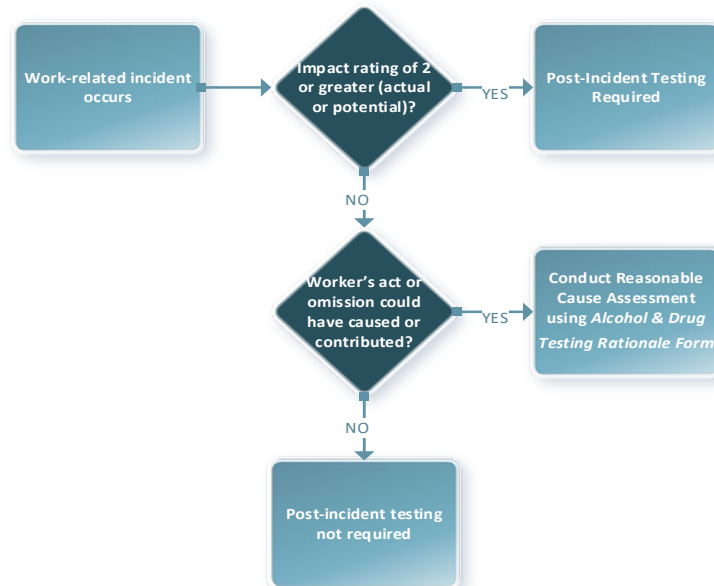 Work-related incident
occurs
Impact rating of 2
or greater (actual
or potential)?
YES
Post-Incident Testing
Required
NO
Worker’s act or
omission could
have caused or
contributed?
YES
Conduct Reasonable
Cause Assessment
using Alcohol & Drug
Testing Rationale Form
NO
Post-incident testing
not required